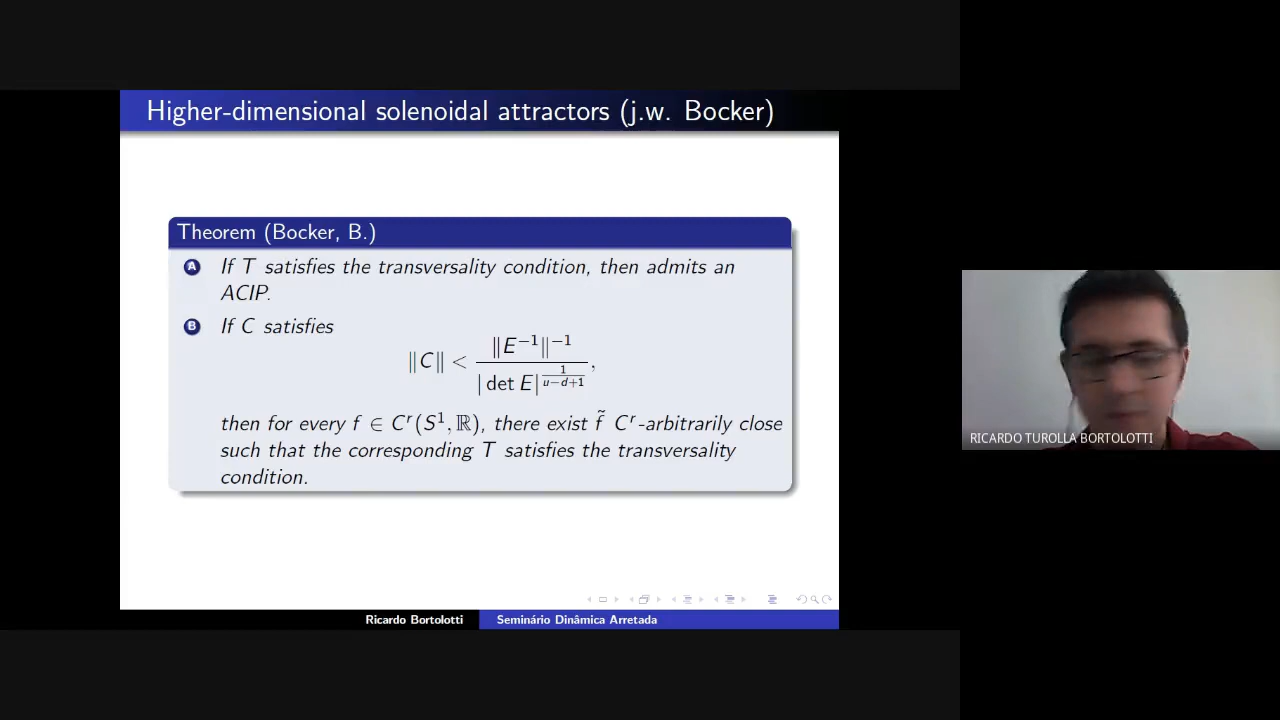 Higher-dimensional solenoidal attractors (j.w. Bocker)
Theorem (Bocker, B.)
A If T satisfies the transversality condition, then admits an
ACIP.
B If C satisfies
‖C‖ < ‖E⁻¹‖⁻¹ / |det E|^{1/(u−d+1)},
then for every f ∈ Cʳ(S¹, ℝ), there exist f̃ Cʳ-arbitrarily close
such that the corresponding T satisfies the transversality
condition.
Ricardo Bortolotti
Seminário Dinâmica Arretada
RICARDO TUROLLA BORTOLOTTI